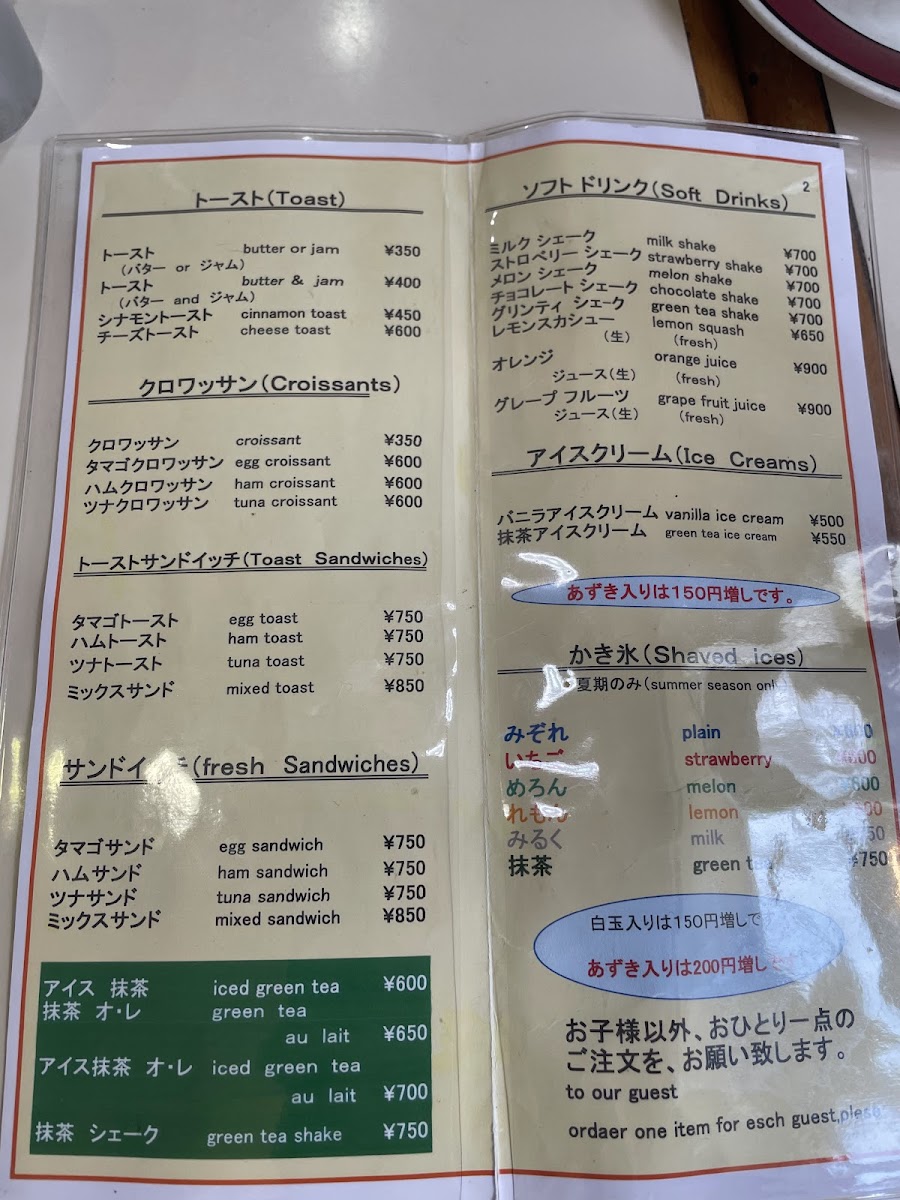 トースト(Toast)
トースト butter or jam ¥350
(バター or ジャム)
トースト butter & jam ¥400
(バター and ジャム)
シナモントースト cinnamon toast ¥450
チーズトースト cheese toast ¥600
クロワッサン(Croissants)
クロワッサン croissant ¥350
タマゴクロワッサン egg croissant ¥600
ハムクロワッサン ham croissant ¥600
ツナクロワッサン tuna croissant ¥600
トーストサンドイッチ(Toast Sandwiches)
タマゴトースト egg toast ¥750
ハムトースト ham toast ¥750
ツナトースト tuna toast ¥750
ミックスサンド mixed toast ¥850
サンドイッチ(fresh Sandwiches)
タマゴサンド egg sandwich ¥750
ハムサンド ham sandwich ¥750
ツナサンド tuna sandwich ¥750
ミックスサンド mixed sandwich ¥850
アイス 抹茶 iced green tea ¥600
抹茶 オ・レ green tea
au lait ¥650
アイス抹茶 オ・レ iced green tea
au lait ¥700
抹茶 シェーク green tea shake ¥750
2
ソフト ドリンク(Soft Drinks)
ミルク シェーク milk shake ¥700
ストロベリー シェーク strawberry shake ¥700
メロン シェーク melon shake ¥700
チョコレート シェーク chocolate shake ¥700
グリンティ シェーク green tea shake ¥700
レモンスカシュー lemon squash ¥650
(生) (fresh)
オレンジ orange juice ¥900
ジュース(生) (fresh)
グレープ フルーツ grape fruit juice ¥900
ジュース(生) (fresh)
アイスクリーム(Ice Creams)
バニラアイスクリーム vanilla ice cream ¥500
抹茶アイスクリーム green tea ice cream ¥550
あずき入りは150円増しです。
かき氷(Shaved ices)
・夏期のみ(summer season only
みぞれ plain
いちご strawberry
めろん melon ¥600
れもん lemon
みるく milk
抹茶 green tea ¥750
白玉入りは150円増しで
あずき入りは200円増し
お子様以外、おひとり一点の
ご注文を、お願い致します。
to our guest
ordaer one item for esch guest,plese